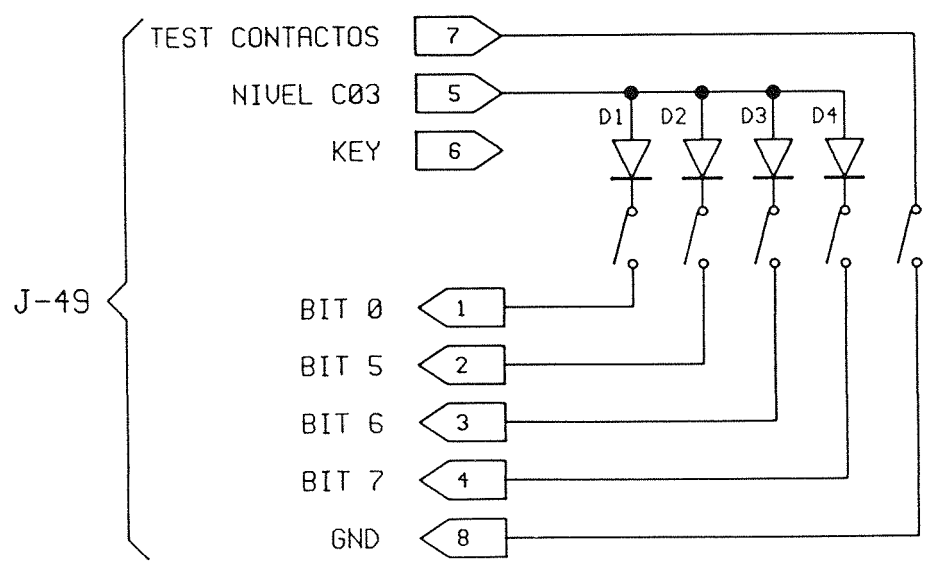 TEST CONTACTOS 7
NIVEL C03 5
D1 D2 D3 D4
KEY 6
J-49
BIT 0 1
BIT 5 2
BIT 6 3
BIT 7 4
GND 8